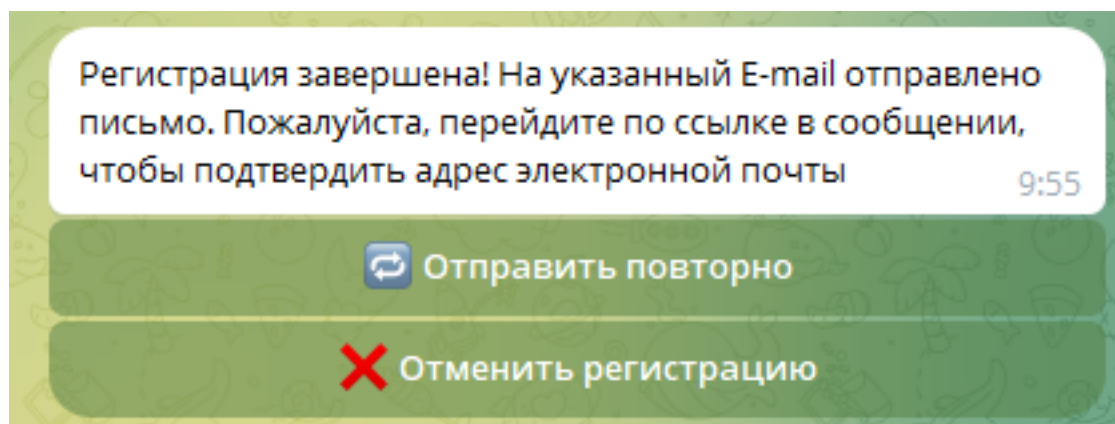 Регистрация завершена! На указанный E-mail отправлено
письмо. Пожалуйста, перейдите по ссылке в сообщении,
чтобы подтвердить адрес электронной почты
9:55
🔁 Отправить повторно
❌ Отменить регистрацию